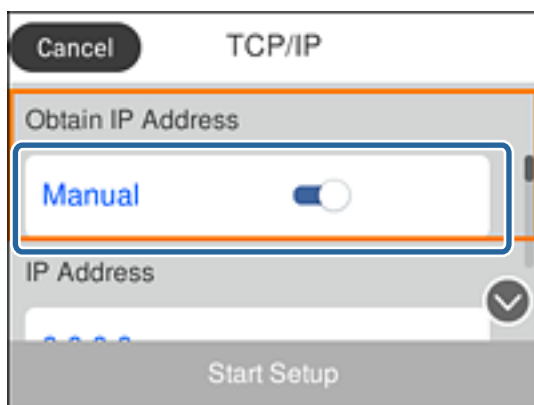 Cancel
TCP/IP
Obtain IP Address
Manual
IP Address
Start Setup